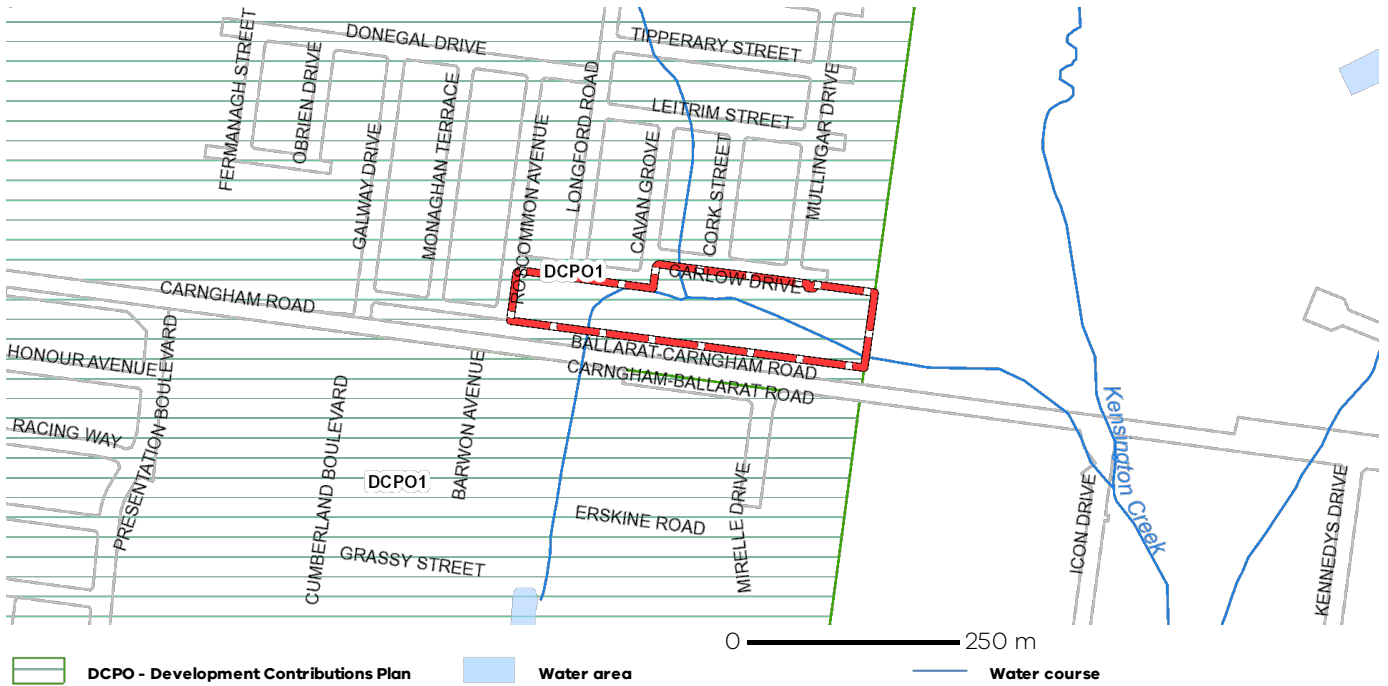 DONEGAL DRIVE
TIPPERARY STREET
FERMANAGH STREET
OBRIEN DRIVE
LONGFORD ROAD
MULLINGAR DRIVE
MONAGHAN TERRACE
LEITRIM STREET
GALWAY DRIVE
ROSCOMMON AVENUE
CAVAN GROVE
CORK STREET
DCPO1
CARLOW DRIVE
CARNGHAM ROAD
BALLARAT-CARNGHAM ROAD
CARNGHAM-BALLARAT ROAD
HONOUR AVENUE
PRESENTATION BOULEVARD
RACING WAY
CUMBERLAND BOULEVARD
BARWON AVENUE
DCPO1
ERSKINE ROAD
MIRELLE DRIVE
GRASSY STREET
Kensington Creek
ICON DRIVE
KENNEDYS DRIVE
0 250 m
DCPO - Development Contributions Plan
Water area
Water course